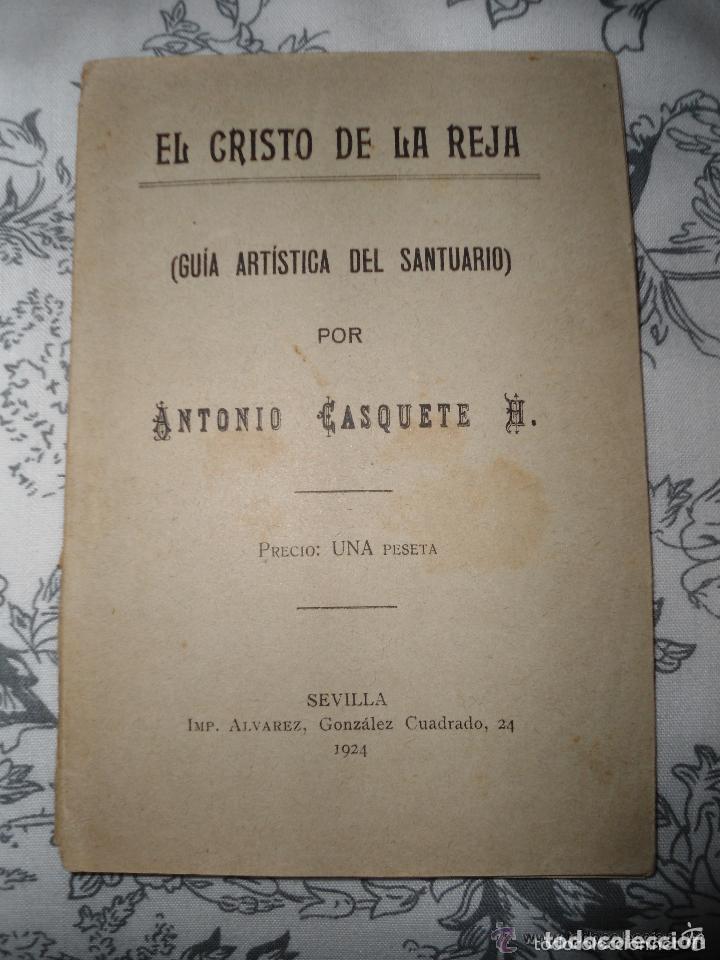 EL CRISTO DE LA REJA
(GUÍA ARTÍSTICA DEL SANTUARIO)
POR
ANTONIO CASQUETE H.
PRECIO: UNA PESETA
SEVILLA
IMP. ALVAREZ, González Cuadrado, 24
1924
todocolección